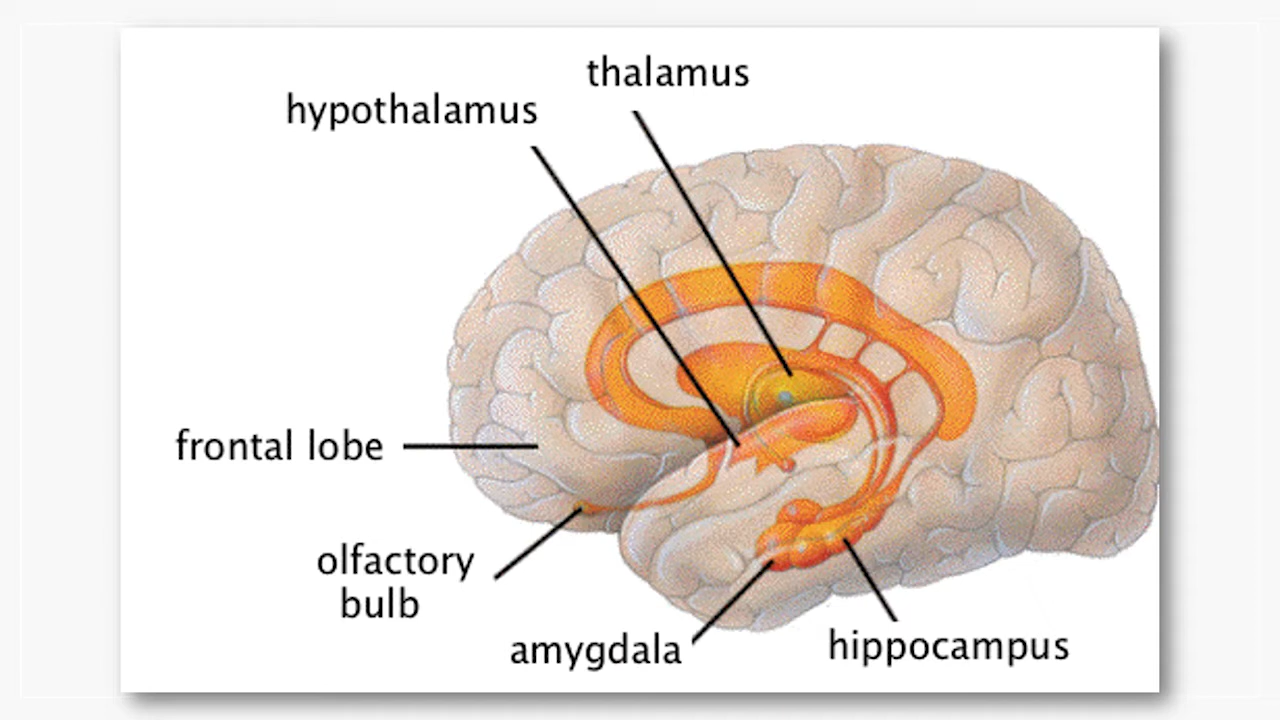 thalamus
hypothalamus
frontal lobe
olfactory
bulb
amygdala
hippocampus